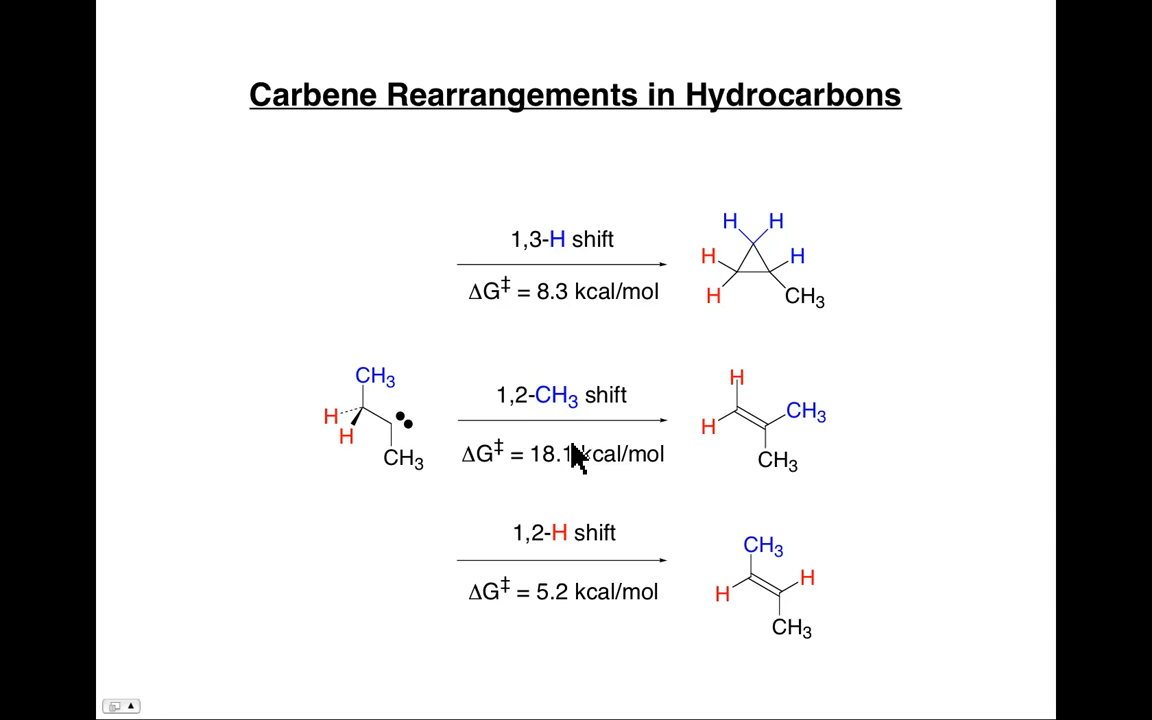 Carbene Rearrangements in Hydrocarbons
1,3-H shift
ΔG‡ = 8.3 kcal/mol
H H
H H
H CH₃
CH₃
H
H
CH₃
1,2-CH₃ shift
ΔG‡ = 18.1 kcal/mol
H
H CH₃
CH₃
1,2-H shift
ΔG‡ = 5.2 kcal/mol
CH₃
H H
CH₃